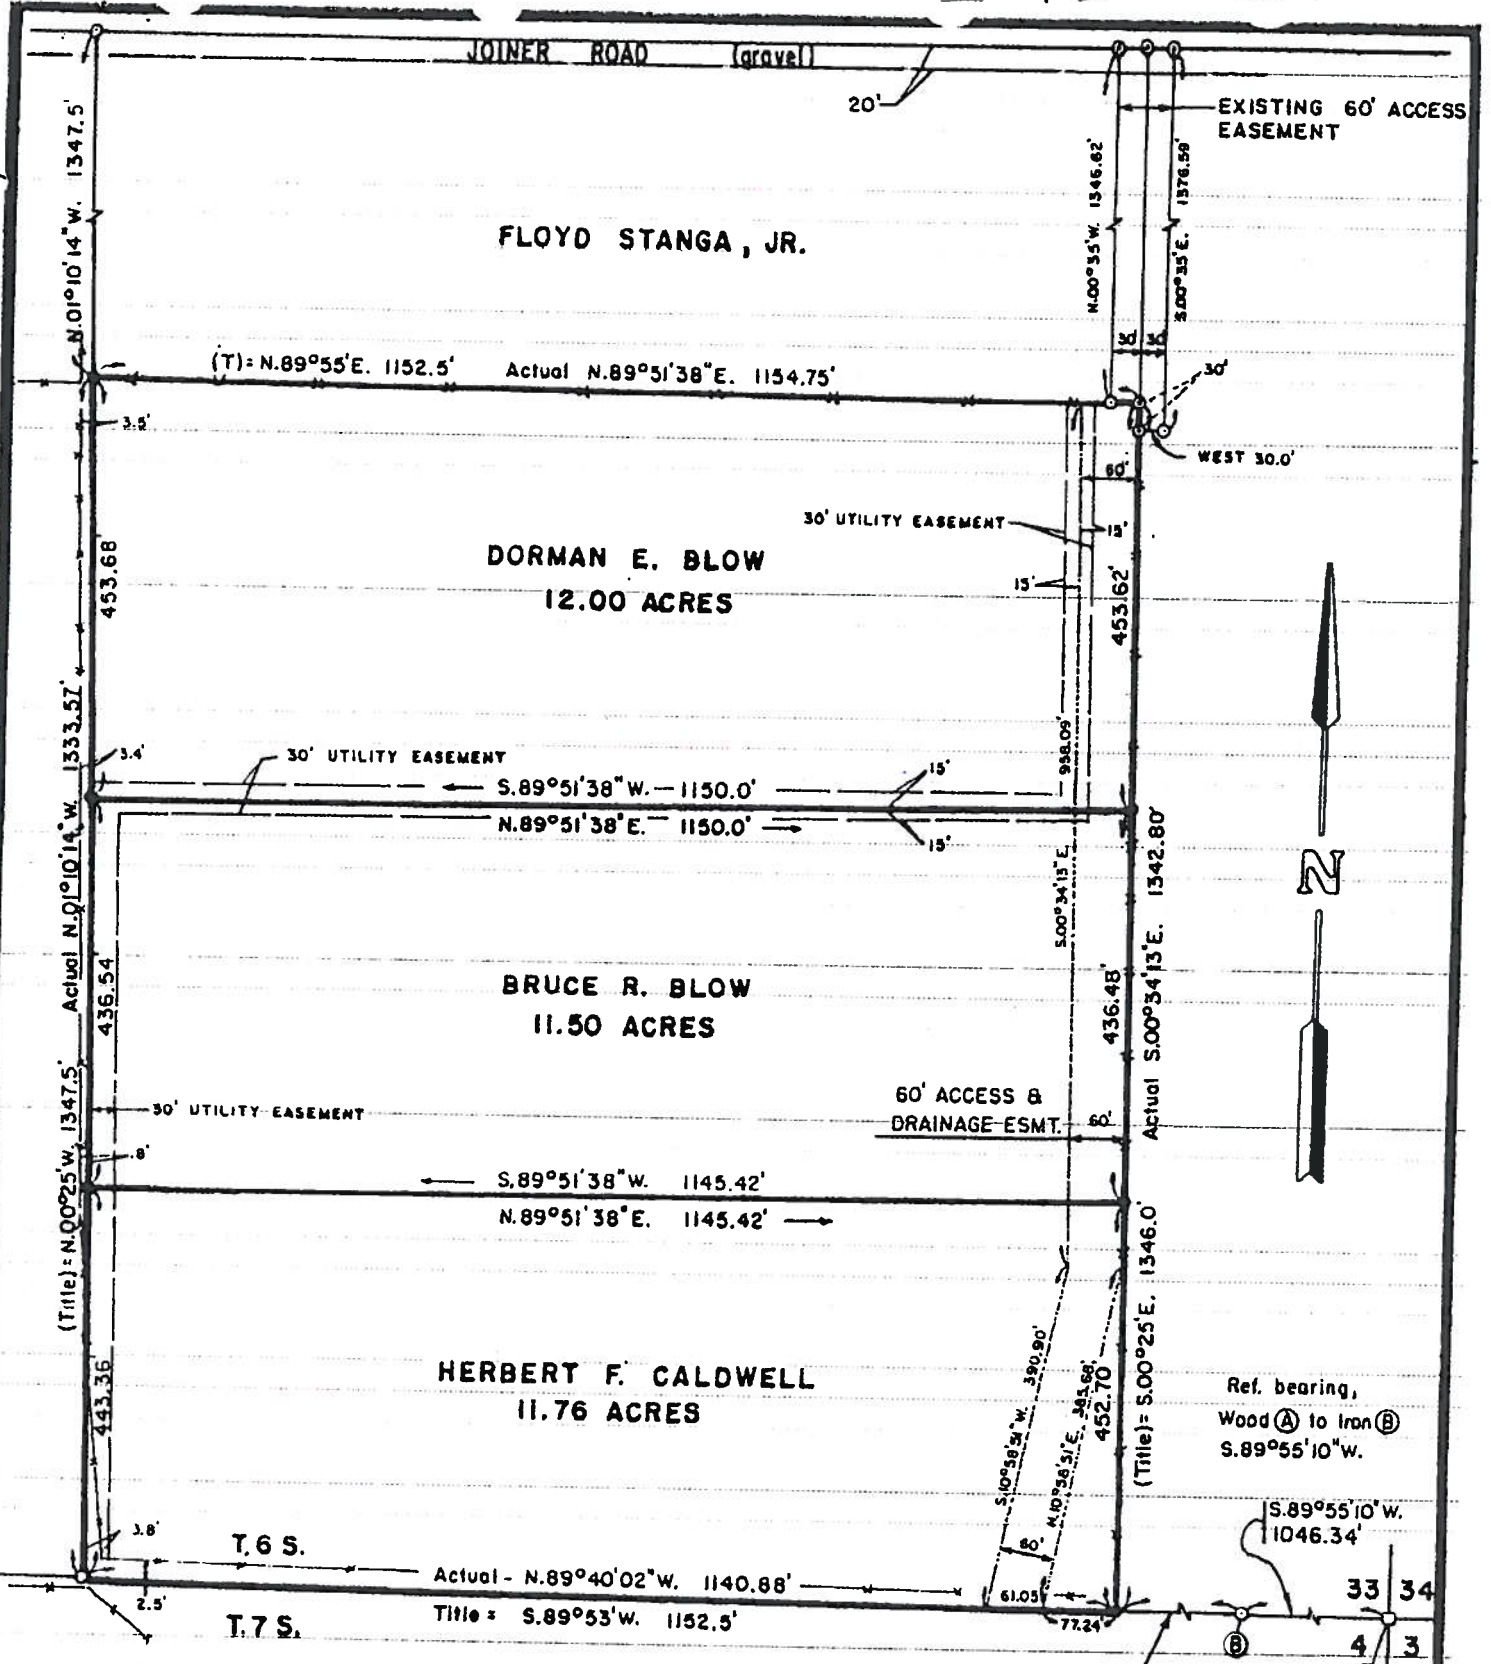 JOINER ROAD (gravel)
20'
EXISTING 60' ACCESS
EASEMENT
N.01°10'14"W. 1347.5'
N.00°35'W. 1346.62'
S.00°35'E. 1376.59'
FLOYD STANGA, JR.
30' 30'
30'
(T)= N.89°55'E. 1152.5' Actual N.89°51'38"E. 1154.75'
3.5'
WEST 30.0'
60'
30' UTILITY EASEMENT
15'
15'
DORMAN E. BLOW
12.00 ACRES
453.68'
453.62'
958.09'
S.00°34'13"E.
3.4'
30' UTILITY EASEMENT
15'
S.89°51'38"W. 1150.0'
N.89°51'38"E. 1150.0'
15'
Actual N.01°10'14"W. 1333.57'
Actual S.00°34'13"E. 1342.80'
N
436.54'
436.48'
BRUCE R. BLOW
11.50 ACRES
60' ACCESS &
DRAINAGE ESMT.
60'
30' UTILITY EASEMENT
.8'
S.89°51'38"W. 1145.42'
N.89°51'38"E. 1145.42'
(Title)= N.00°25'W. 1347.5'
(Title)= S.00°25'E. 1346.0'
443.36'
452.70'
S.10°58'51"W. 390.90'
N.10°58'51"E. 385.68'
HERBERT F. CALDWELL
11.76 ACRES
Ref. bearing,
Wood A to Iron B
S.89°55'10"W.
S.89°55'10"W.
1046.34'
3.8'
T. 6 S.
60'
Actual - N.89°40'02"W. 1140.88'
61.05'
33 34
2.5'
T. 7 S.
Title = S.89°53'W. 1152.5'
77.24'
B
4 3